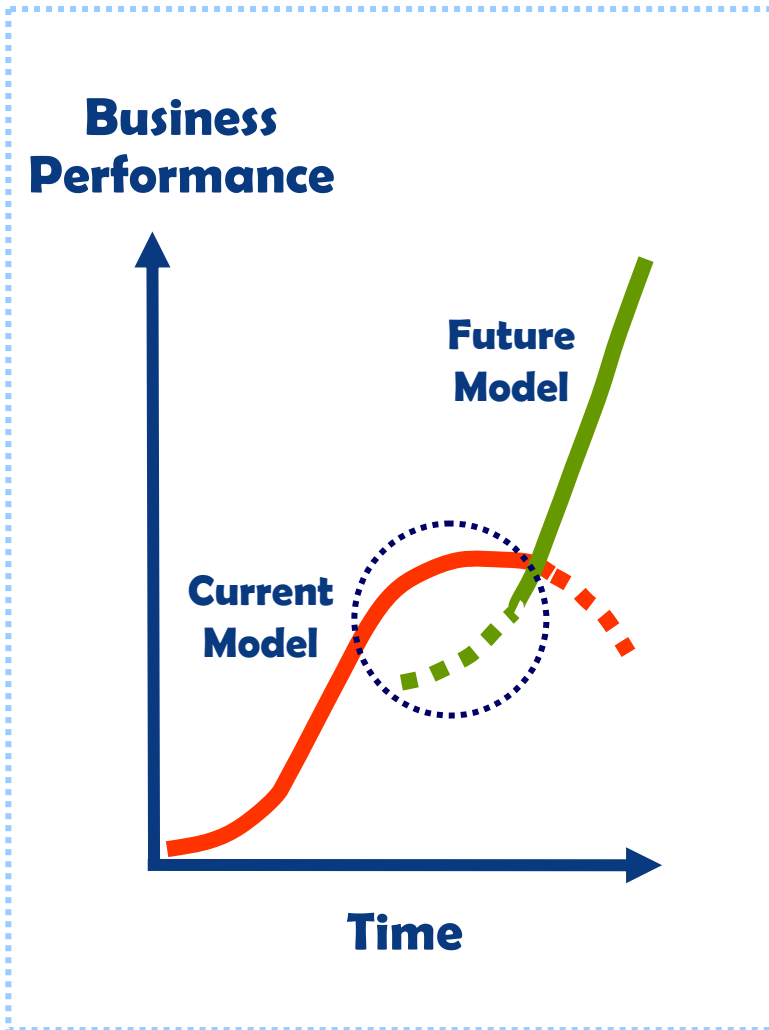 Business
Performance
Future
Model
Current
Model
Time